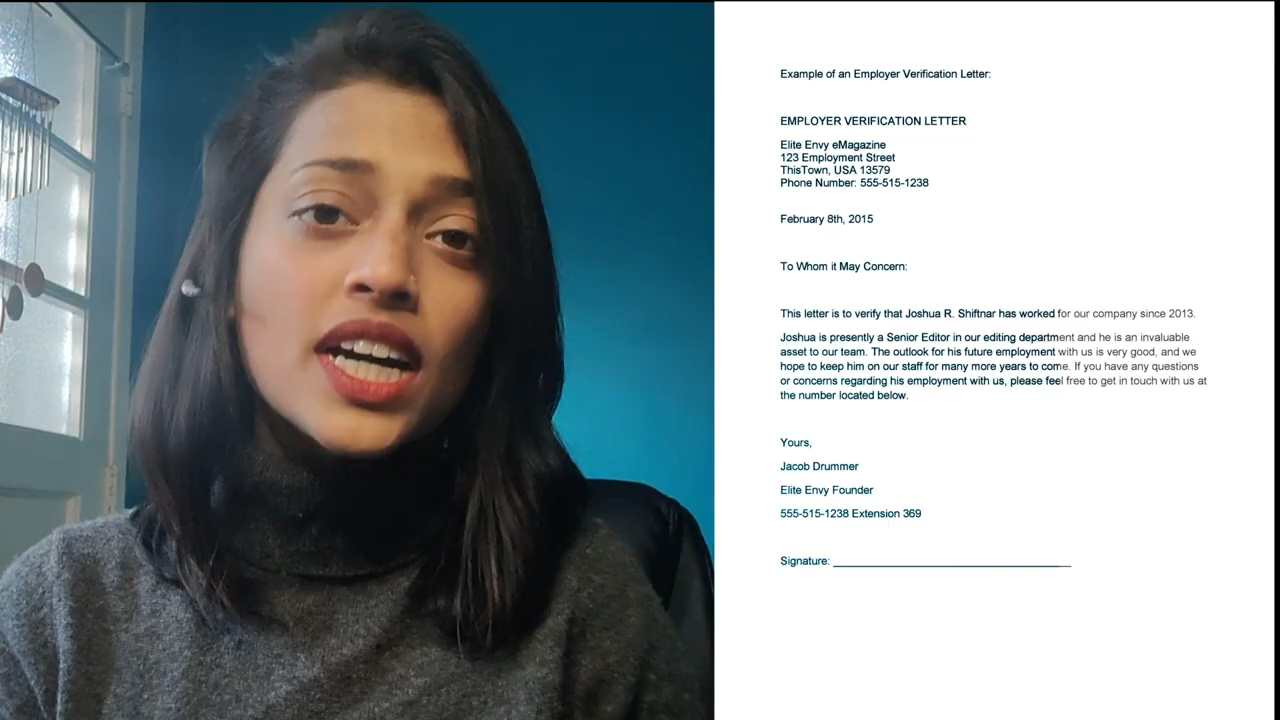 Example of an Employer Verification Letter:
EMPLOYER VERIFICATION LETTER
Elite Envy eMagazine
123 Employment Street
ThisTown, USA 13579
Phone Number: 555-515-1238
February 8th, 2015
To Whom it May Concern:
This letter is to verify that Joshua R. Shiftnar has worked for our company since 2013.
Joshua is presently a Senior Editor in our editing department and he is an invaluable
asset to our team. The outlook for his future employment with us is very good, and we
hope to keep him on our staff for many more years to come. If you have any questions
or concerns regarding his employment with us, please feel free to get in touch with us at
the number located below.
Yours,
Jacob Drummer
Elite Envy Founder
555-515-1238 Extension 369
Signature: